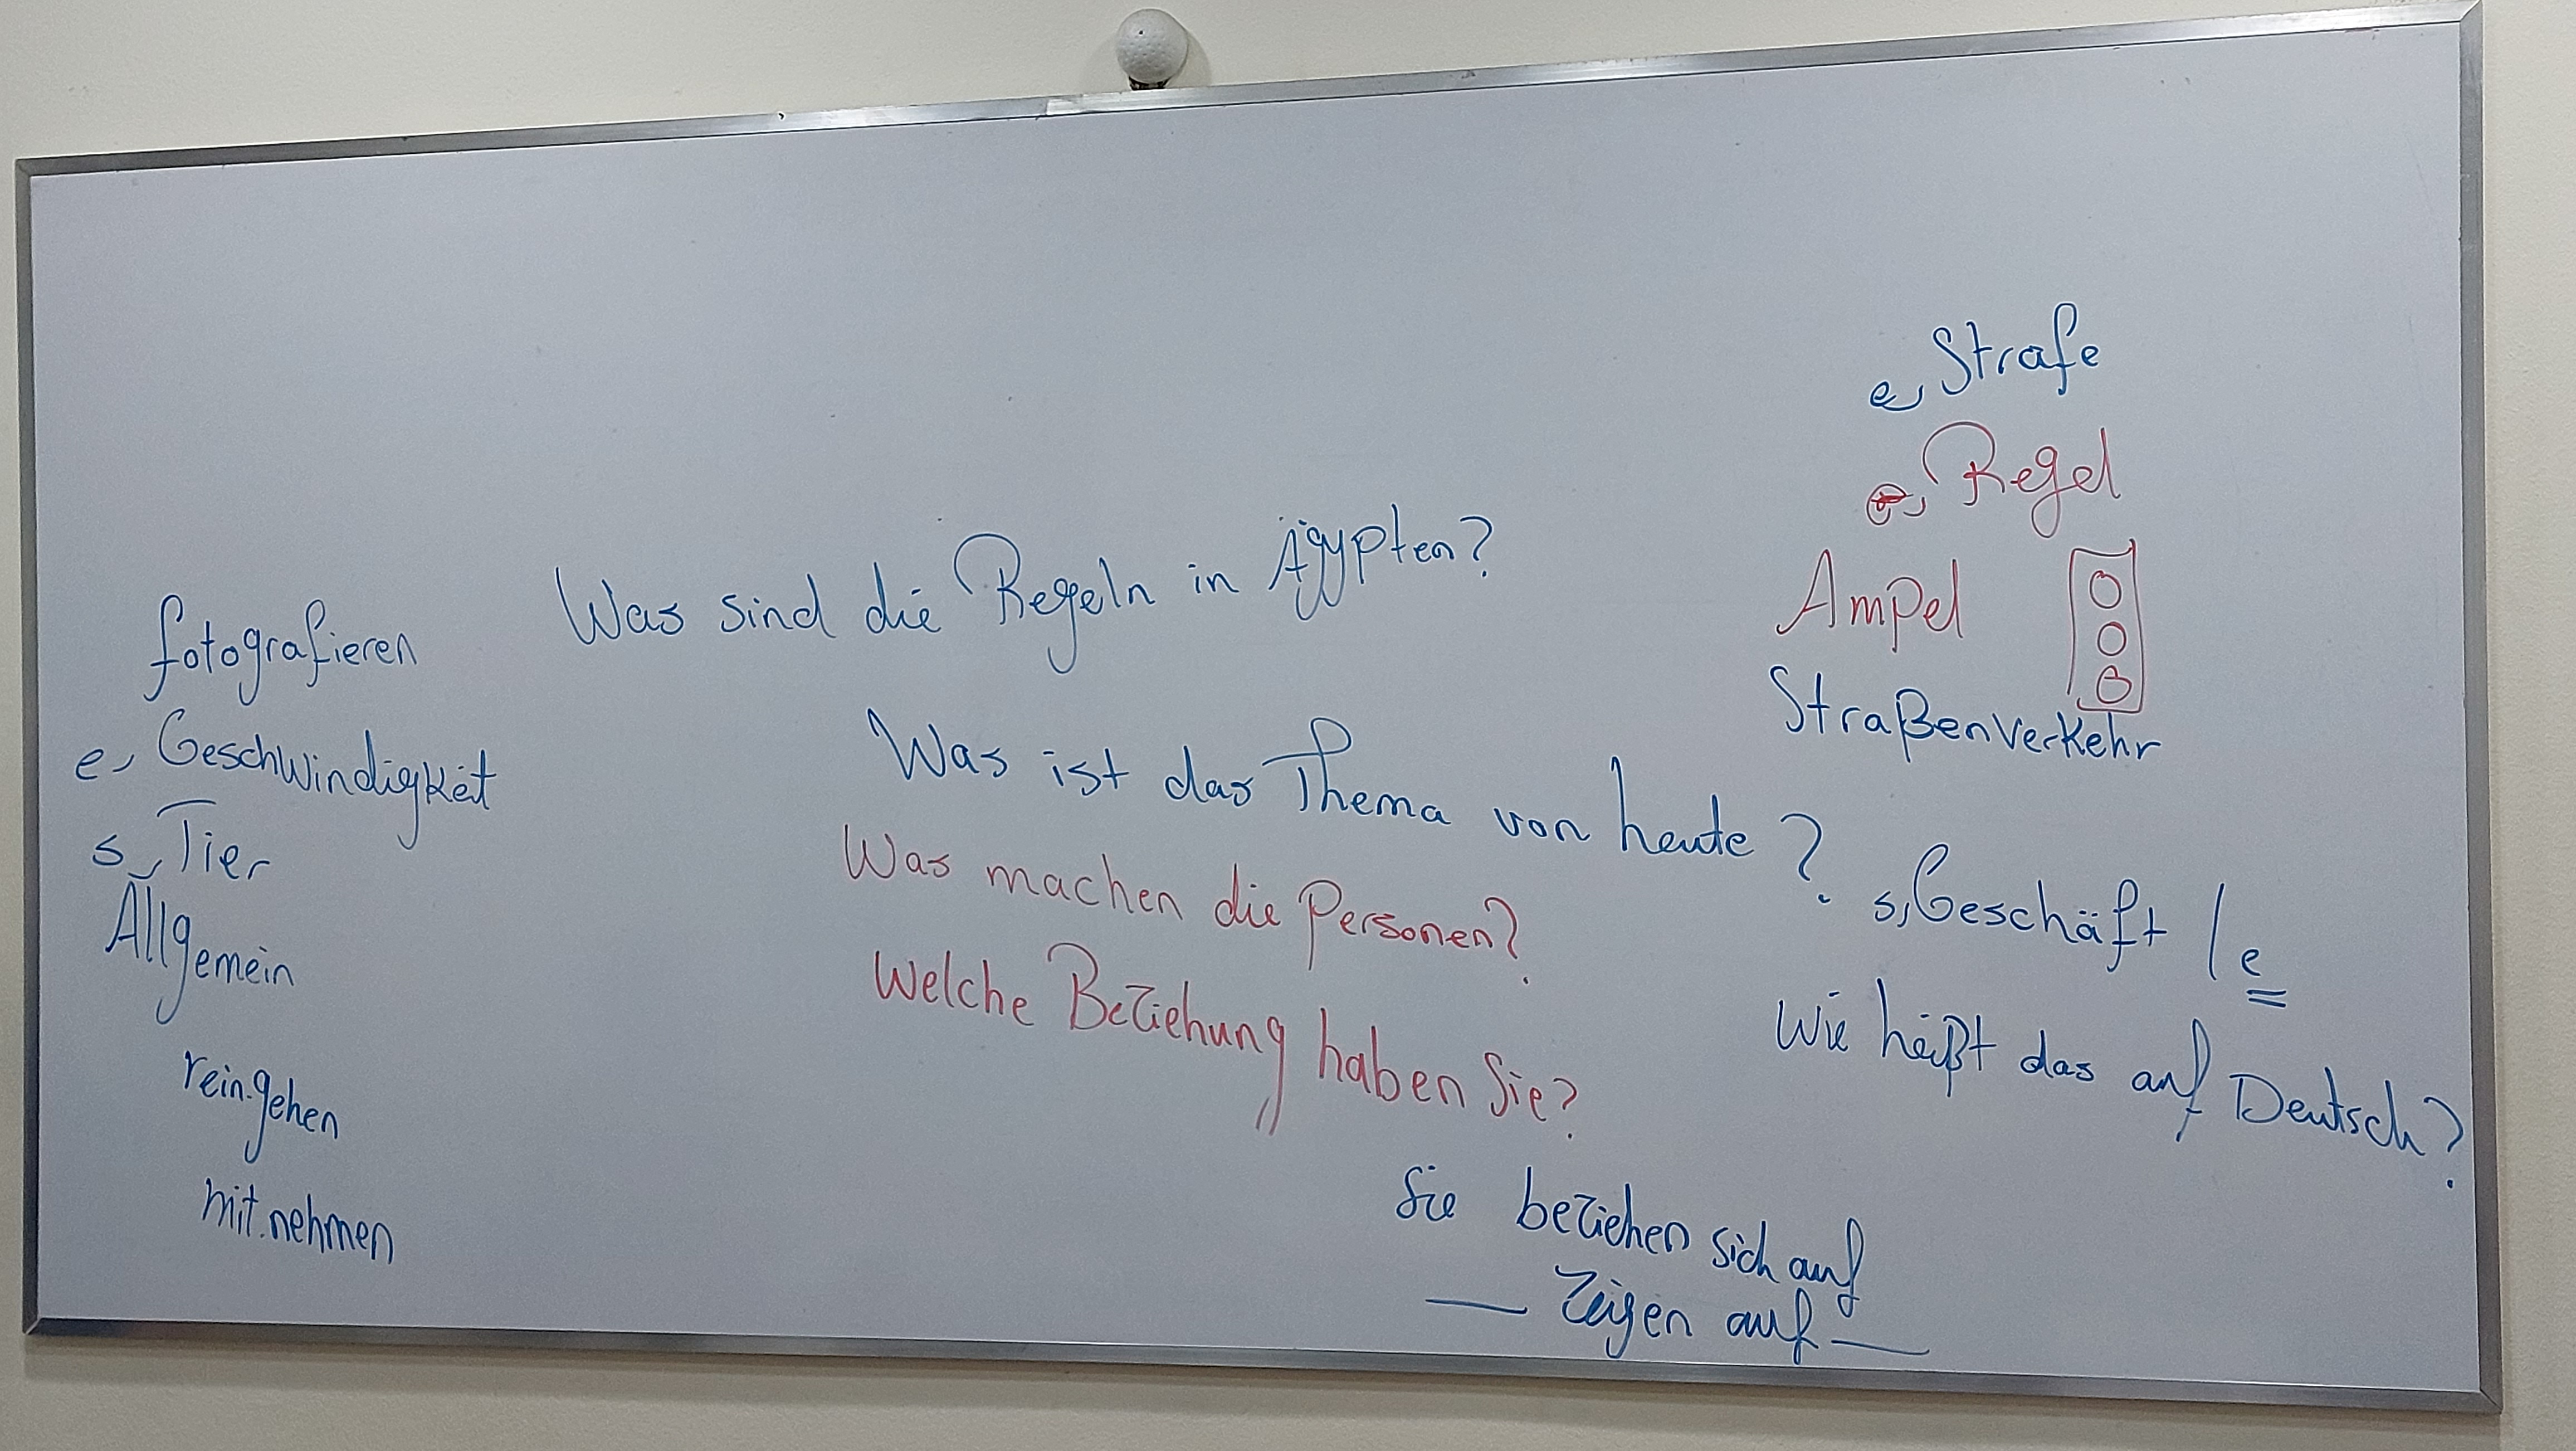 fotografieren
e, Geschwindigkeit
s, Tier
Allgemein
rein.gehen
mit.nehmen
Was sind die Regeln in Ägypten?
Was ist das Thema von heute?
Was machen die Personen?
Welche Beziehung haben Sie?
Sie beziehen sich auf
— Zeigen auf —
e, Strafe
e, Regel
Ampel
Straßenverkehr
s, Geschäft / e
Wie heißt das auf Deutsch?